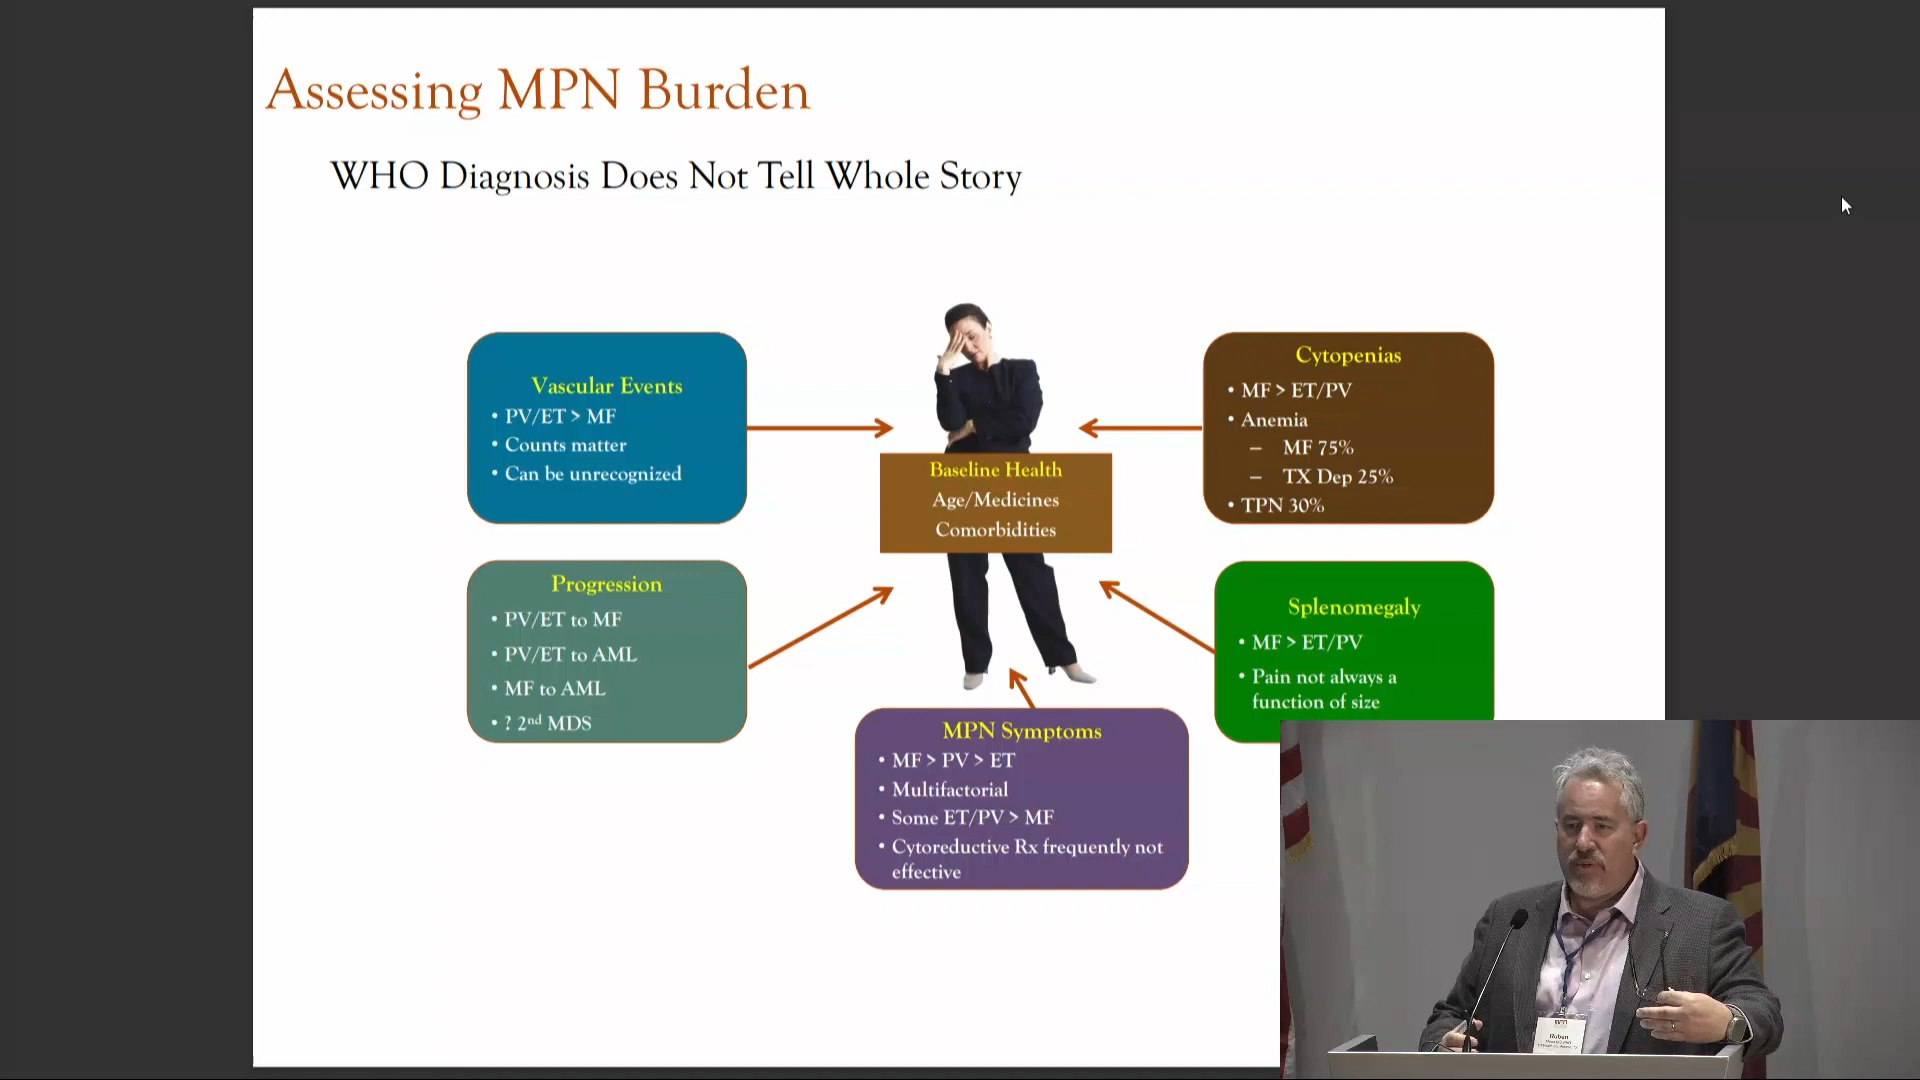 Assessing MPN Burden
WHO Diagnosis Does Not Tell Whole Story
Vascular Events
• PV/ET > MF
• Counts matter
• Can be unrecognized
Cytopenias
• MF > ET/PV
• Anemia
– MF 75%
– TX Dep 25%
• TPN 30%
Baseline Health
Age/Medicines
Comorbidities
Progression
• PV/ET to MF
• PV/ET to AML
• MF to AML
• ? 2nd MDS
Splenomegaly
• MF > ET/PV
• Pain not always a
function of size
MPN Symptoms
• MF > PV > ET
• Multifactorial
• Some ET/PV > MF
• Cytoreductive Rx frequently not
effective
Ruben